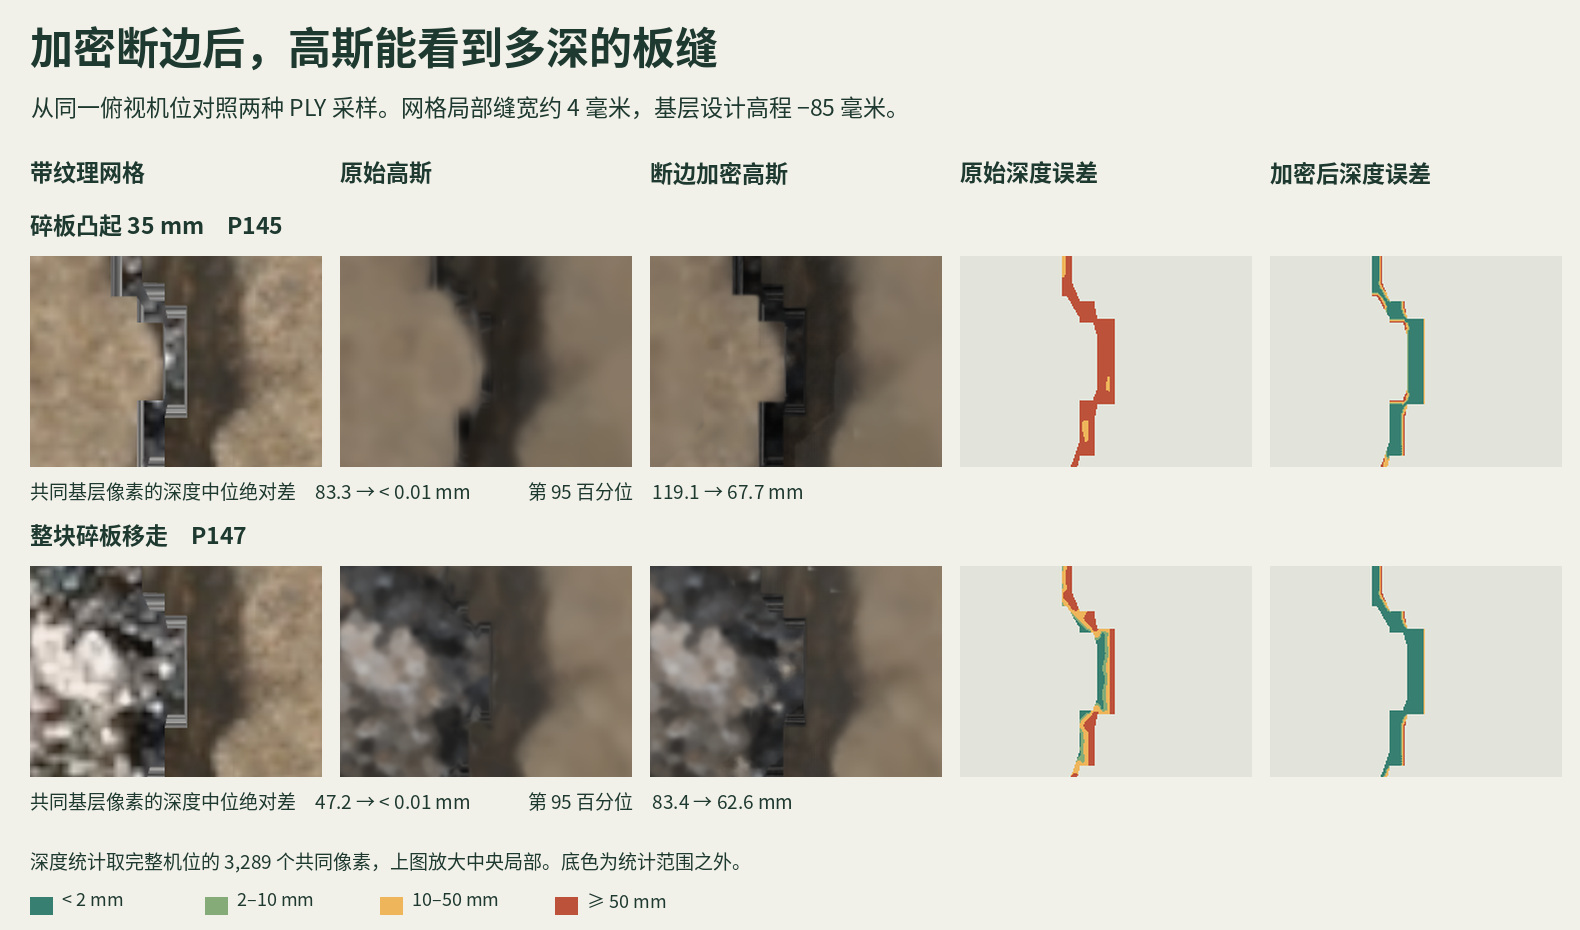 加密断边后，高斯能看到多深的板缝
从同一俯视机位对照两种 PLY 采样。网格局部缝宽约 4 毫米，基层设计高程 −85 毫米。
带纹理网格 原始高斯 断边加密高斯 原始深度误差 加密后深度误差
碎板凸起 35 mm P145
共同基层像素的深度中位绝对差 83.3 → < 0.01 mm 第 95 百分位 119.1 → 67.7 mm
整块碎板移走 P147
共同基层像素的深度中位绝对差 47.2 → < 0.01 mm 第 95 百分位 83.4 → 62.6 mm
深度统计取完整机位的 3,289 个共同像素，上图放大中央局部。底色为统计范围之外。
< 2 mm 2–10 mm 10–50 mm ⩾ 50 mm